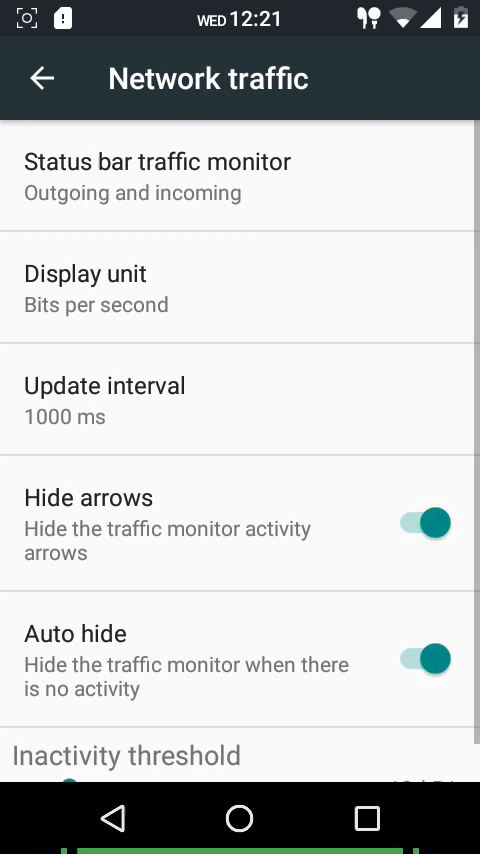 WED 12:21
Network traffic
Status bar traffic monitor
Outgoing and incoming
Display unit
Bits per second
Update interval
1000 ms
Hide arrows
Hide the traffic monitor activity
arrows
Auto hide
Hide the traffic monitor when there
is no activity
Inactivity threshold